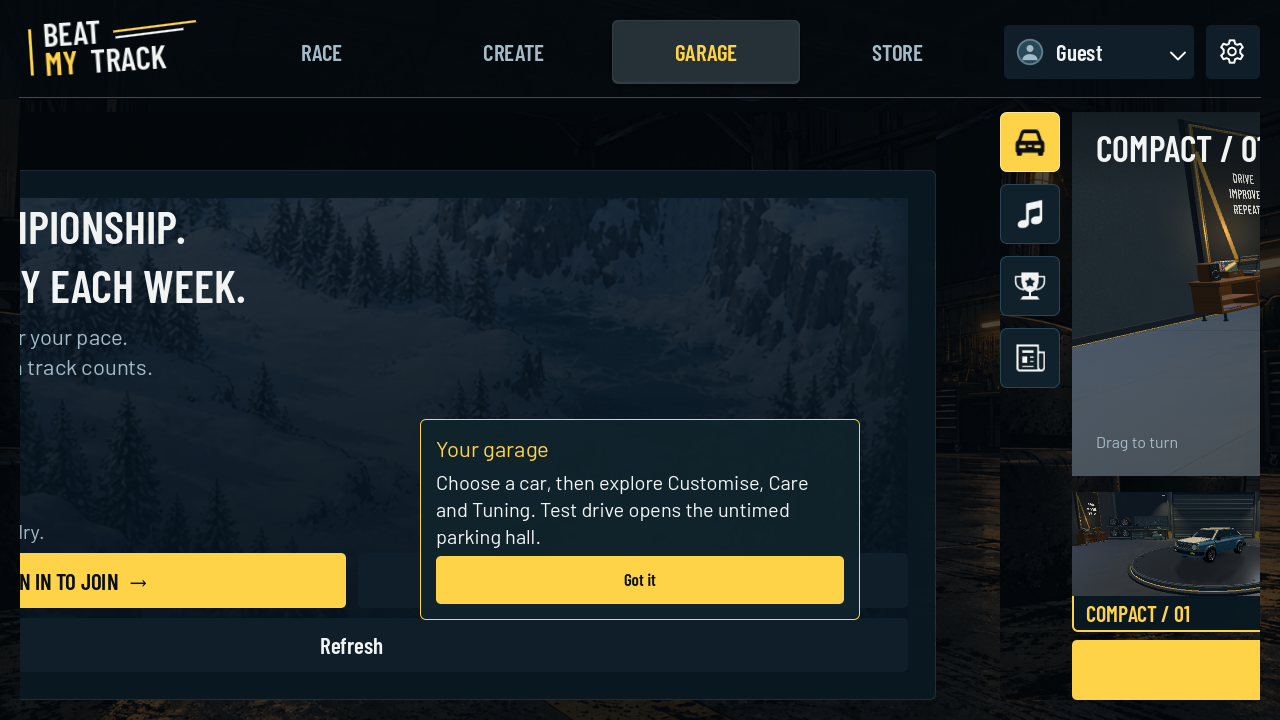 BEAT
MY TRACK
RACE
CREATE
GARAGE
STORE
Guest
IPIONSHIP.
Y EACH WEEK.
r your pace.
track counts.
dry.
N IN TO JOIN →
Refresh
Your garage
Choose a car, then explore Customise, Care
and Tuning. Test drive opens the untimed
parking hall.
Got it
COMPACT / 01
DRIVE
IMPROVE
REPEAT
Drag to turn
COMPACT / 01